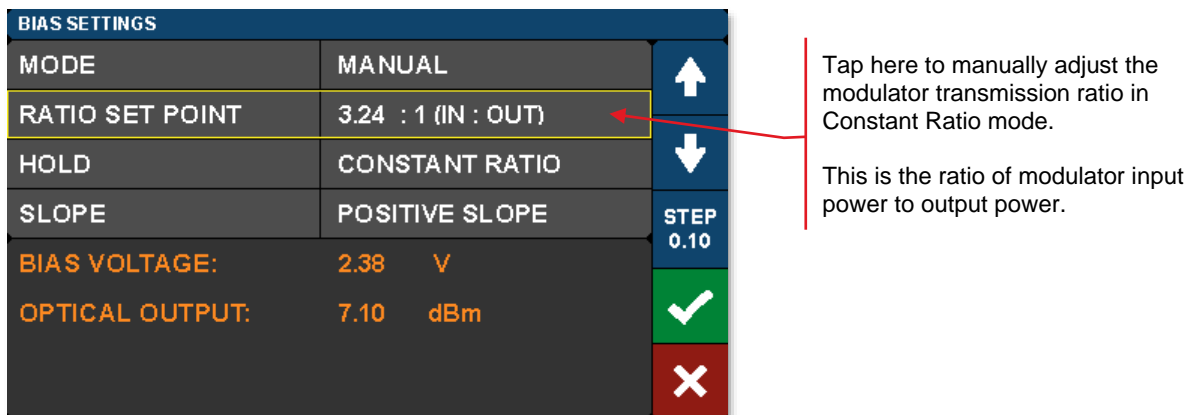 BIAS SETTINGS
MODE MANUAL
RATIO SET POINT 3.24 : 1 (IN : OUT)
HOLD CONSTANT RATIO
SLOPE POSITIVE SLOPE
STEP
0.10
BIAS VOLTAGE: 2.38 V
OPTICAL OUTPUT: 7.10 dBm
Tap here to manually adjust the
modulator transmission ratio in
Constant Ratio mode.
This is the ratio of modulator input
power to output power.